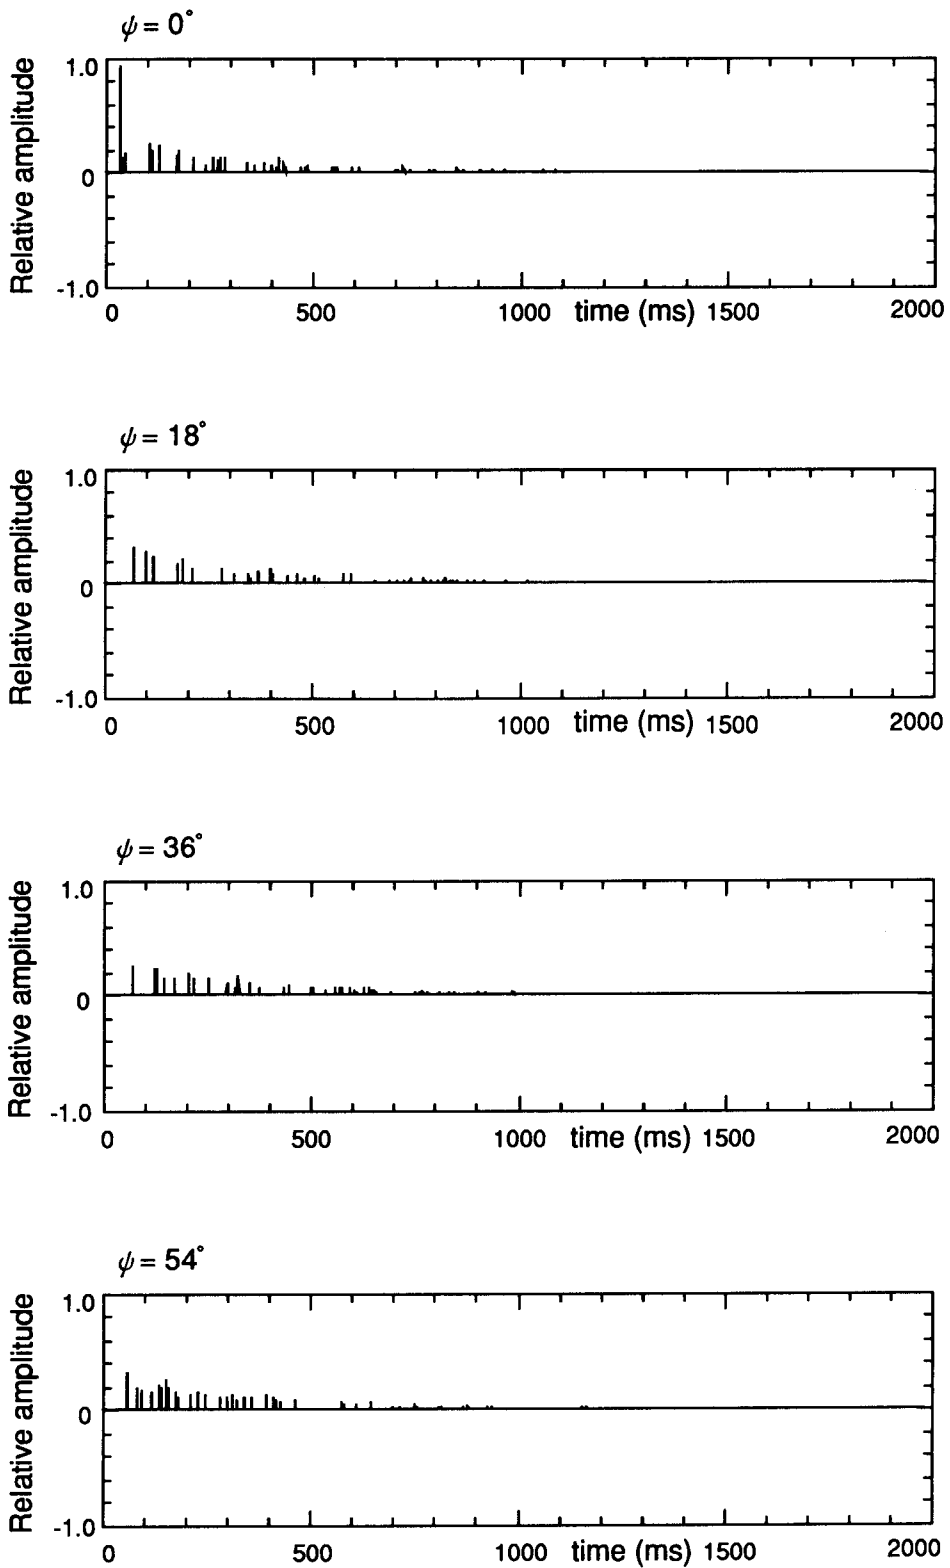 ψ = 0°
Relative amplitude
1.0
0
-1.0
0 500 1000 time (ms) 1500 2000
ψ = 18°
Relative amplitude
1.0
0
-1.0
0 500 1000 time (ms) 1500 2000
ψ = 36°
Relative amplitude
1.0
0
-1.0
0 500 1000 time (ms) 1500 2000
ψ = 54°
Relative amplitude
1.0
0
-1.0
0 500 1000 time (ms) 1500 2000